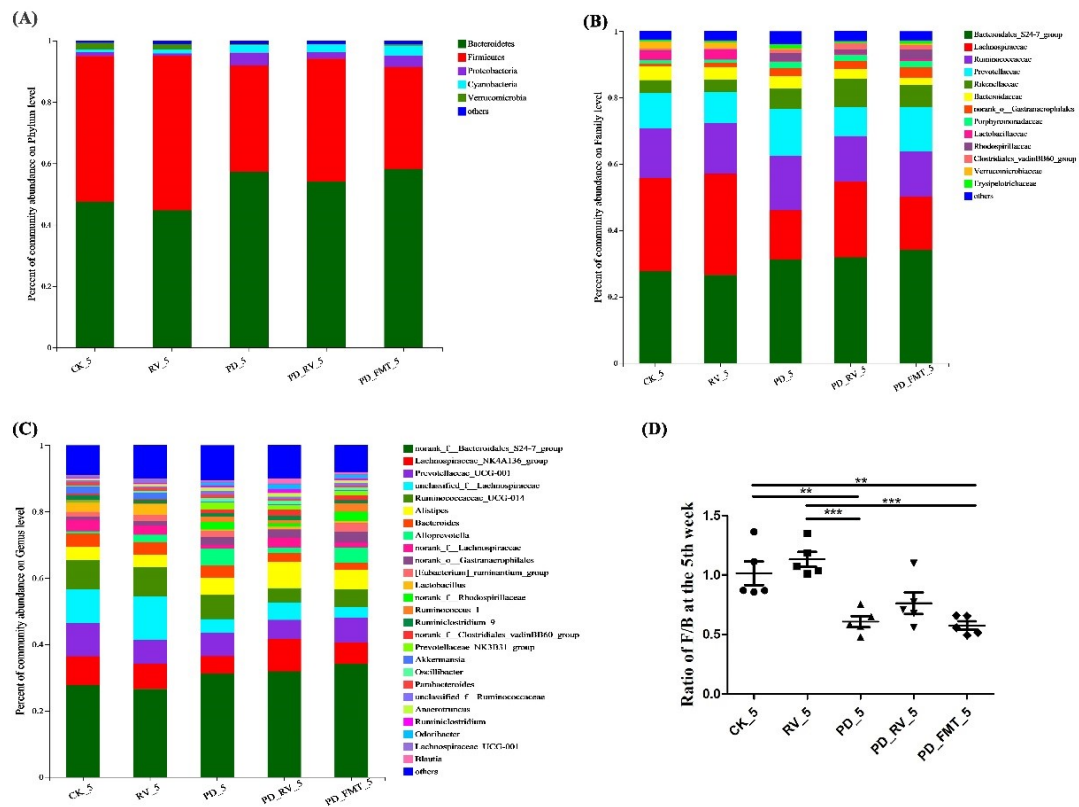 (A)
Percent of community abundance on Phylum level
1
0.8
0.6
0.4
0.2
0
CK_5
RV_5
PD_5
PD_RV_5
PD_FMT_5
Bacteroidetes
Firmicutes
Proteobacteria
Cyanobacteria
Verrucomicrobia
others
(B)
Percent of community abundance on Family level
1
0.8
0.6
0.4
0.2
0
CK_5
RV_5
PD_5
PD_RV_5
PD_FMT_5
Bacteroidales_S24-7_group
Lachnospiraceae
Ruminococcaceae
Prevotellaceae
Rikenellaceae
Bacteroidaceae
norank_o__Gastranaerophilales
Porphyromonadaceae
Lactobacillaceae
Rhodospirillaceae
Clostridiales_vadinBB60_group
Verrucomicrobiaceae
Erysipelotrichaceae
others
(C)
Percent of community abundance on Genus level
1
0.8
0.6
0.4
0.2
0
CK_5
RV_5
PD_5
PD_RV_5
PD_FMT_5
norank_f__Bacteroidales_S24-7_group
Lachnospiraceae_NK4A136_group
Prevotellaceae_UCG-001
unclassified_f__Lachnospiraceae
Ruminococcaceae_UCG-014
Alistipes
Bacteroides
Alloprevotella
norank_f__Lachnospiraceae
norank_o__Gastranaerophilales
[Eubacterium]_ruminantium_group
Lactobacillus
norank_f__Rhodospirillaceae
Ruminococcus_1
Ruminiclostridium_9
norank_f__Clostridiales_vadinBB60_group
Prevotellaceae_NK3B31_group
Akkermansia
Oscillibacter
Parabacteroides
unclassified_f__Ruminococcaceae
Anaerotruncus
Ruminiclostridium
Odoribacter
Lachnospiraceae_UCG-001
Blautia
others
(D)
Ratio of F/B at the 5th week
1.5
1.0
0.5
0.0
**
**
***
***
CK_5
RV_5
PD_5
PD_RV_5
PD_FMT_5